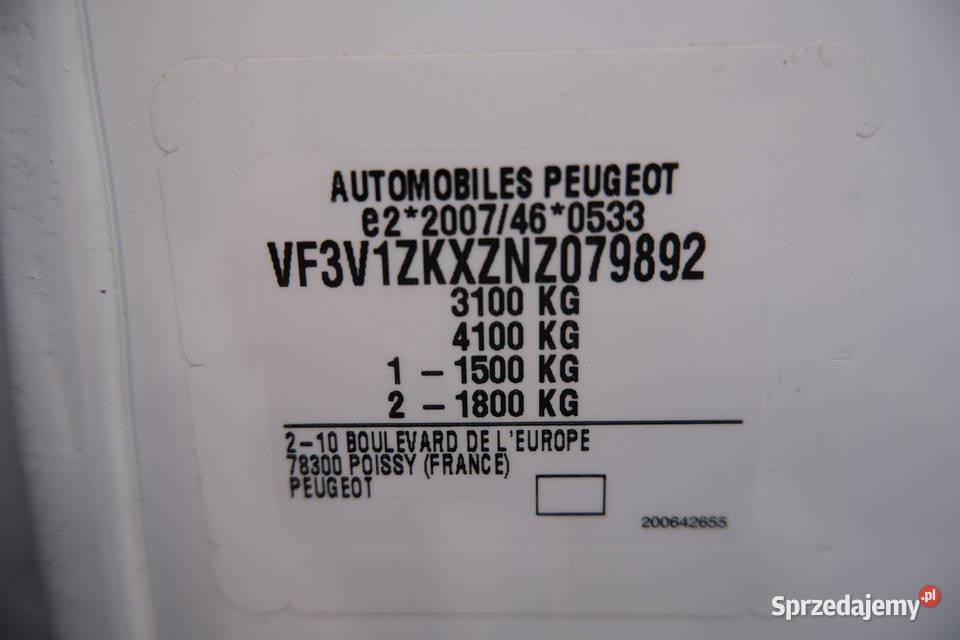 AUTOMOBILES PEUGEOT
e2*2007/46*0533
VF3V1ZKXZNZ079892
3100 KG
4100 KG
1 - 1500 KG
2 - 1800 KG
2-10 BOULEVARD DE L'EUROPE
78300 POISSY (FRANCE)
PEUGEOT
200642655
Sprzedajemy.pl